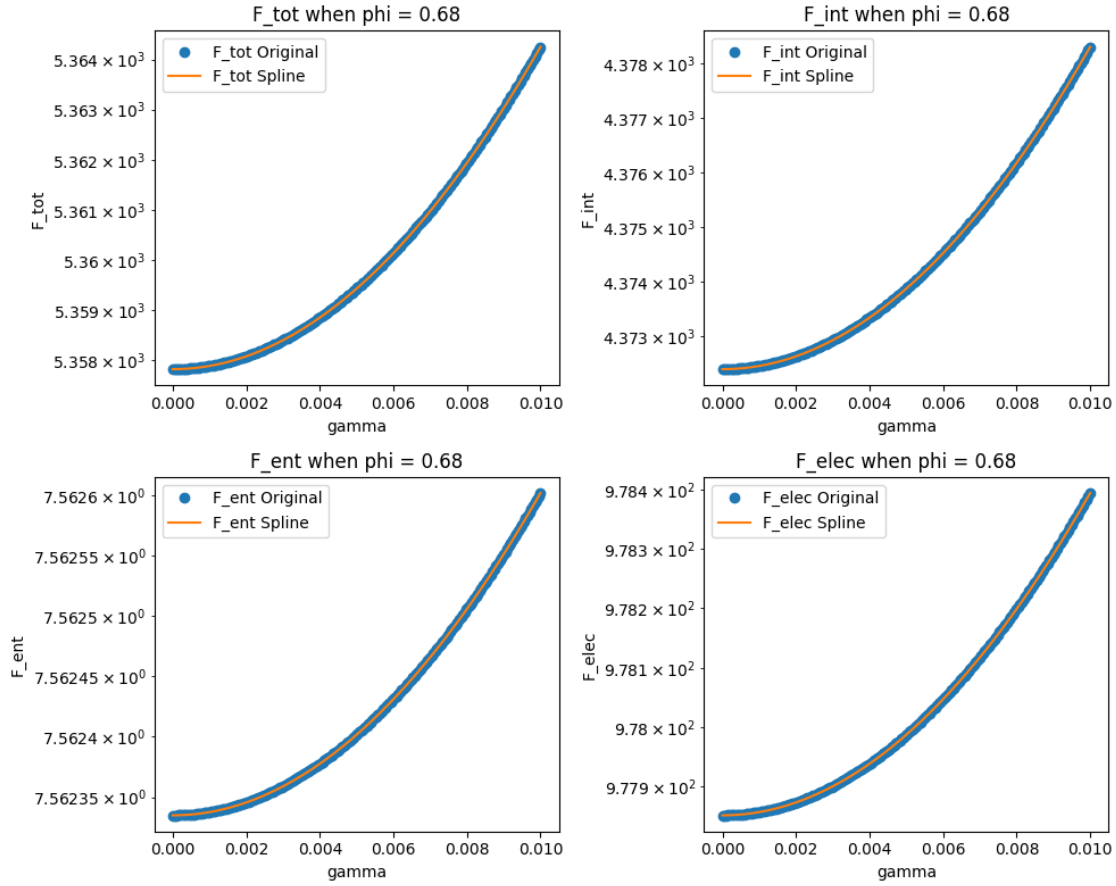 F_tot when phi = 0.68
F_tot Original
F_tot Spline
5.364 × 10³
5.363 × 10³
5.362 × 10³
5.361 × 10³
5.36 × 10³
5.359 × 10³
5.358 × 10³
F_tot
0.000 0.002 0.004 0.006 0.008 0.010
gamma
F_int when phi = 0.68
F_int Original
F_int Spline
4.378 × 10³
4.377 × 10³
4.376 × 10³
4.375 × 10³
4.374 × 10³
4.373 × 10³
F_int
0.000 0.002 0.004 0.006 0.008 0.010
gamma
F_ent when phi = 0.68
F_ent Original
F_ent Spline
7.5626 × 10⁰
7.56255 × 10⁰
7.5625 × 10⁰
7.56245 × 10⁰
7.5624 × 10⁰
7.56235 × 10⁰
F_ent
0.000 0.002 0.004 0.006 0.008 0.010
gamma
F_elec when phi = 0.68
F_elec Original
F_elec Spline
9.784 × 10²
9.783 × 10²
9.782 × 10²
9.781 × 10²
9.78 × 10²
9.779 × 10²
F_elec
0.000 0.002 0.004 0.006 0.008 0.010
gamma